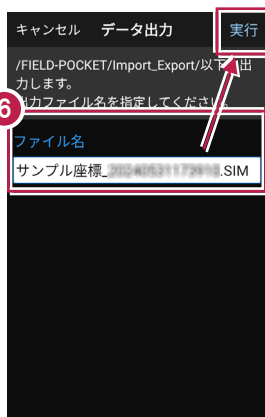 キャンセル データ出力 実行
/FIELD-POCKET/Import_Export/以下 出
力します。
出力ファイル名を指定してください。
6
ファイル名
サンプル座標_ .SIM